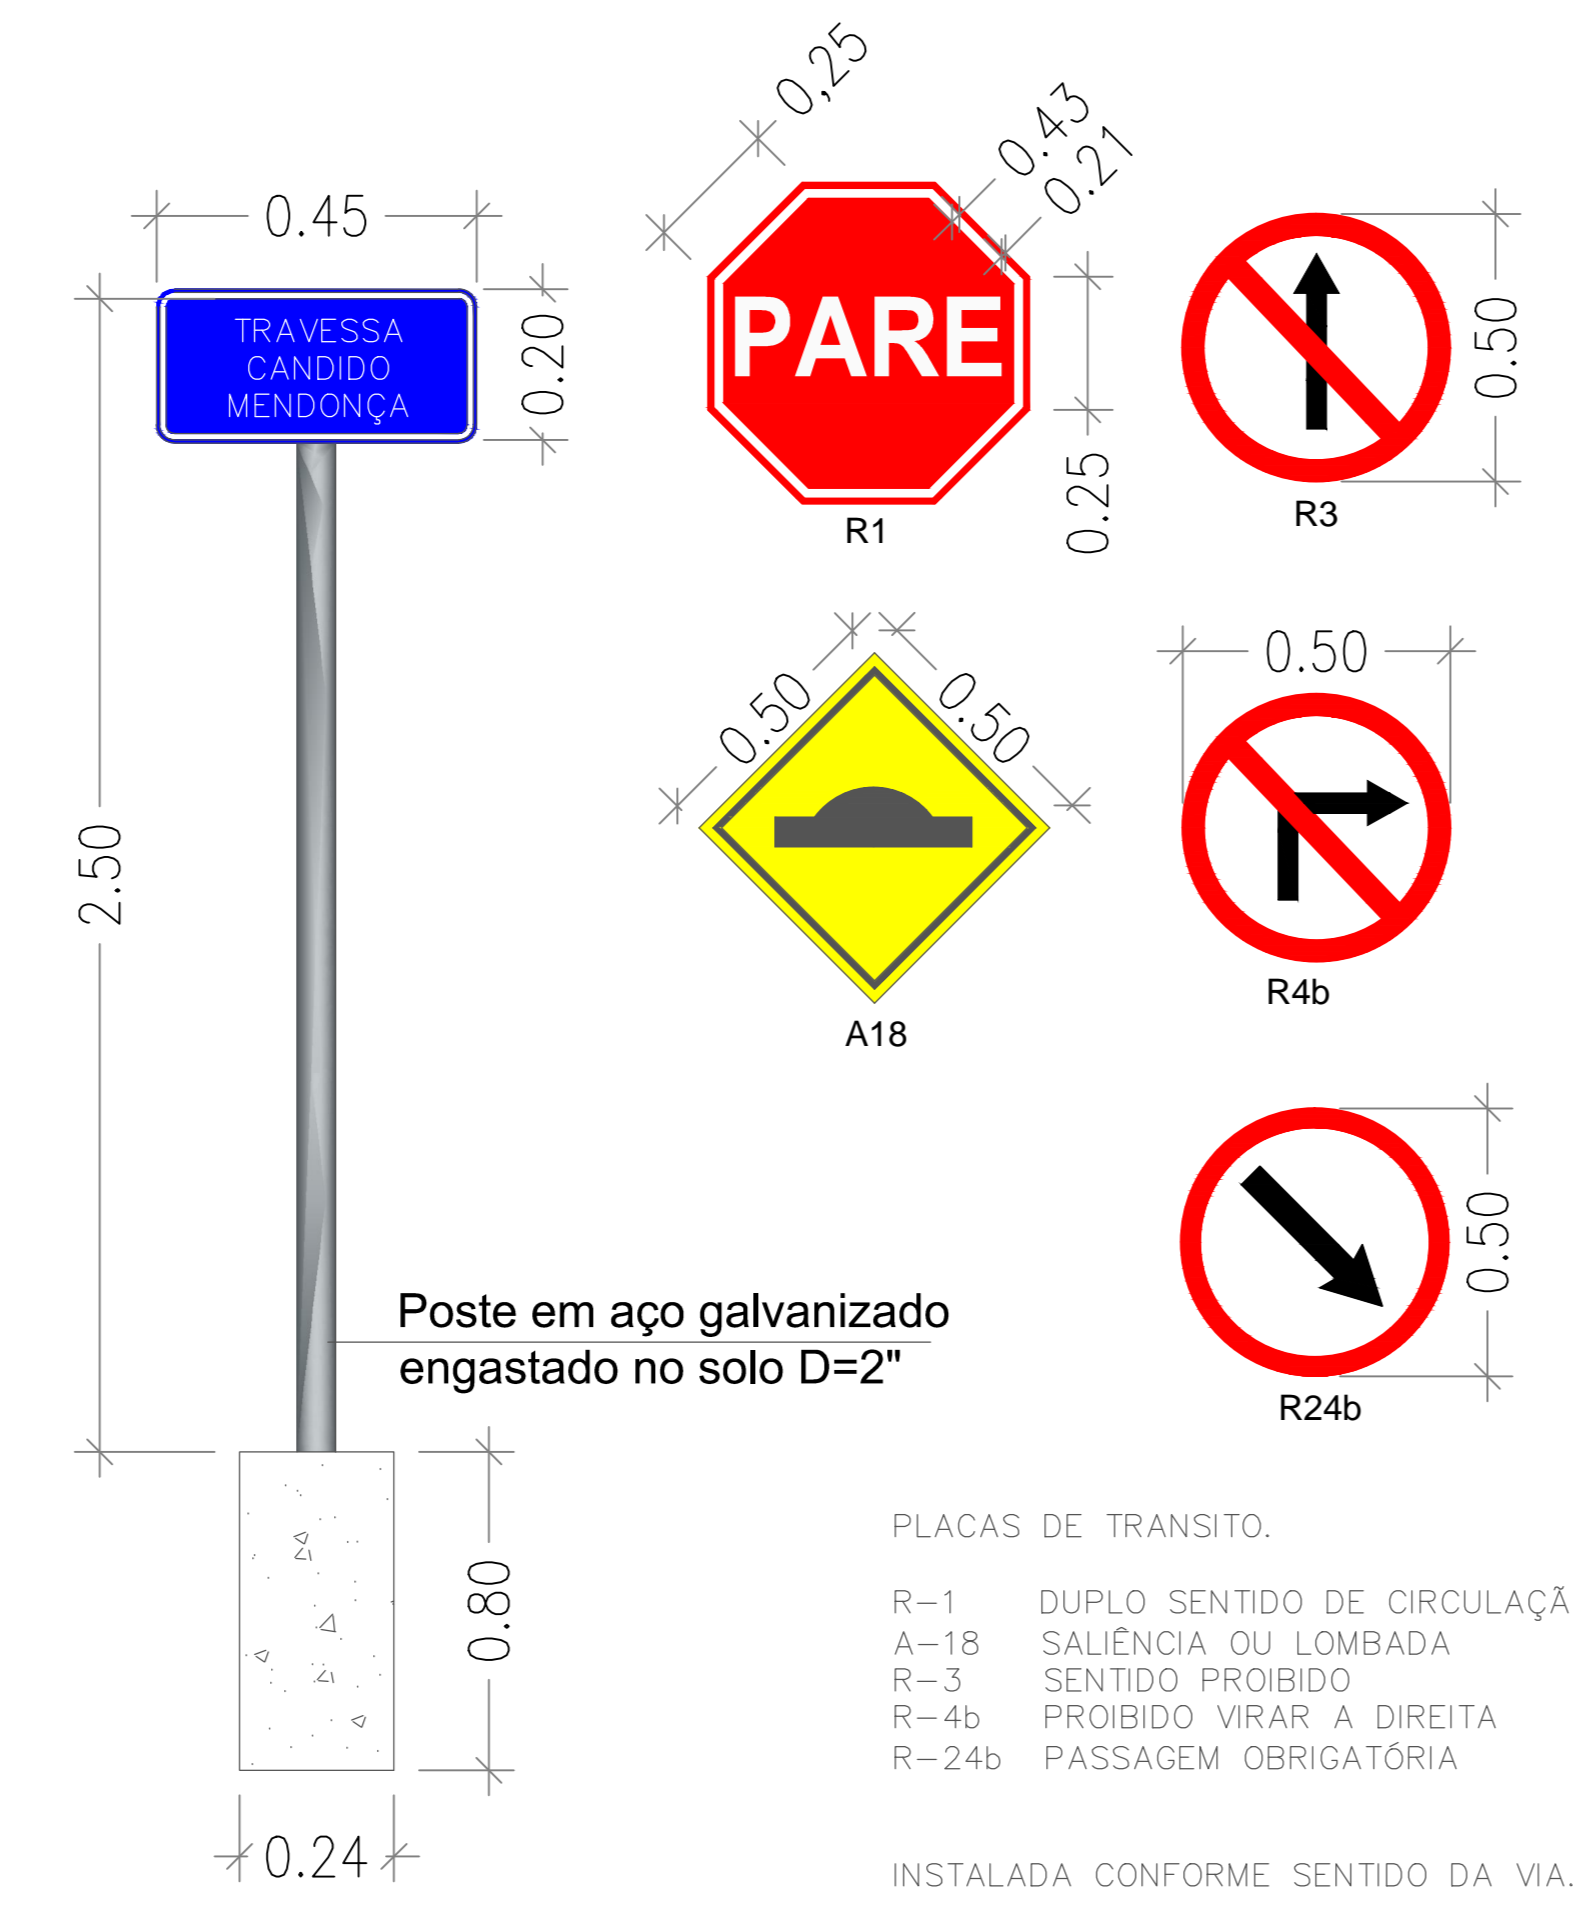 0,25
0.43
0.21
0.45
TRAVESSA
CANDIDO
MENDONÇA
0.20
PARE
0.25
R1
0.50
R3
2.50
0.50
0.50
A18
0.50
R4b
0.50
R24b
Poste em aço galvanizado
engastado no solo D=2"
0.80
0.24
PLACAS DE TRANSITO.
R-1 DUPLO SENTIDO DE CIRCULAÇÃ
A-18 SALIÊNCIA OU LOMBADA
R-3 SENTIDO PROIBIDO
R-4b PROIBIDO VIRAR A DIREITA
R-24b PASSAGEM OBRIGATÓRIA
INSTALADA CONFORME SENTIDO DA VIA.